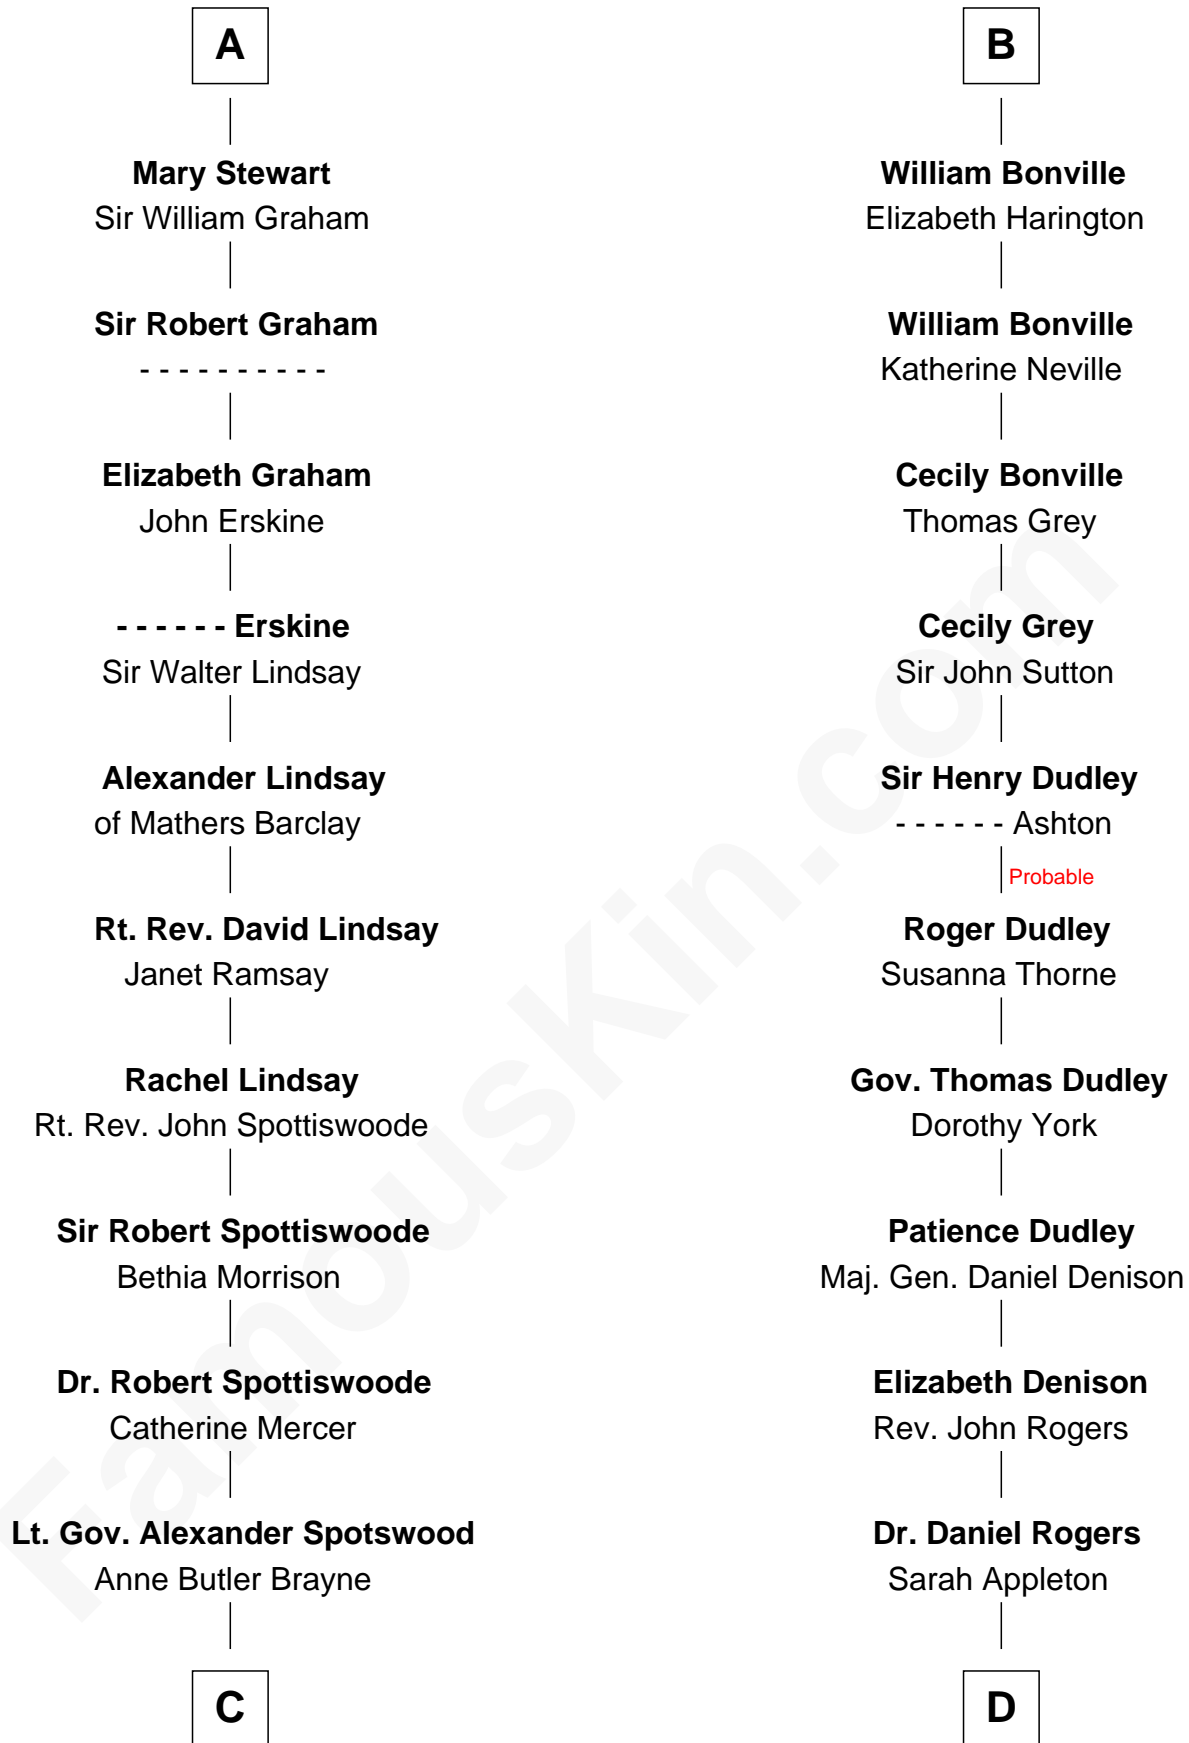 A
Mary Stewart
Sir William Graham
Sir Robert Graham
- - - - - - - - - -
Elizabeth Graham
John Erskine
- - - - - - Erskine
Sir Walter Lindsay
Alexander Lindsay
of Mathers Barclay
Rt. Rev. David Lindsay
Janet Ramsay
Rachel Lindsay
Rt. Rev. John Spottiswoode
Sir Robert Spottiswoode
Bethia Morrison
Dr. Robert Spottiswoode
Catherine Mercer
Lt. Gov. Alexander Spotswood
Anne Butler Brayne
C
B
William Bonville
Elizabeth Harington
William Bonville
Katherine Neville
Cecily Bonville
Thomas Grey
Cecily Grey
Sir John Sutton
Sir Henry Dudley
- - - - - - Ashton
Probable
Roger Dudley
Susanna Thorne
Gov. Thomas Dudley
Dorothy York
Patience Dudley
Maj. Gen. Daniel Denison
Elizabeth Denison
Rev. John Rogers
Dr. Daniel Rogers
Sarah Appleton
D
FamousKin.com